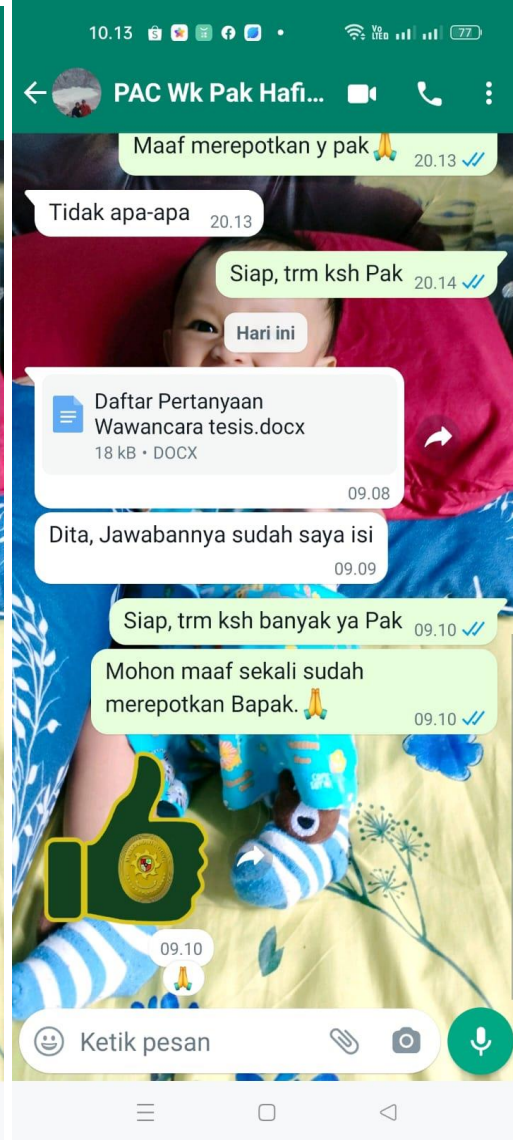 10.13
77
PAC Wk Pak Hafi...
Maaf merepotkan y pak🙏 20.13
Tidak apa-apa 20.13
Siap, trm ksh Pak 20.14
Hari ini
Daftar Pertanyaan
Wawancara tesis.docx
18 kB • DOCX
09.08
Dita, Jawabannya sudah saya isi
09.09
Siap, trm ksh banyak ya Pak 09.10
Mohon maaf sekali sudah
merepotkan Bapak.🙏 09.10
09.10
🙏
Ketik pesan